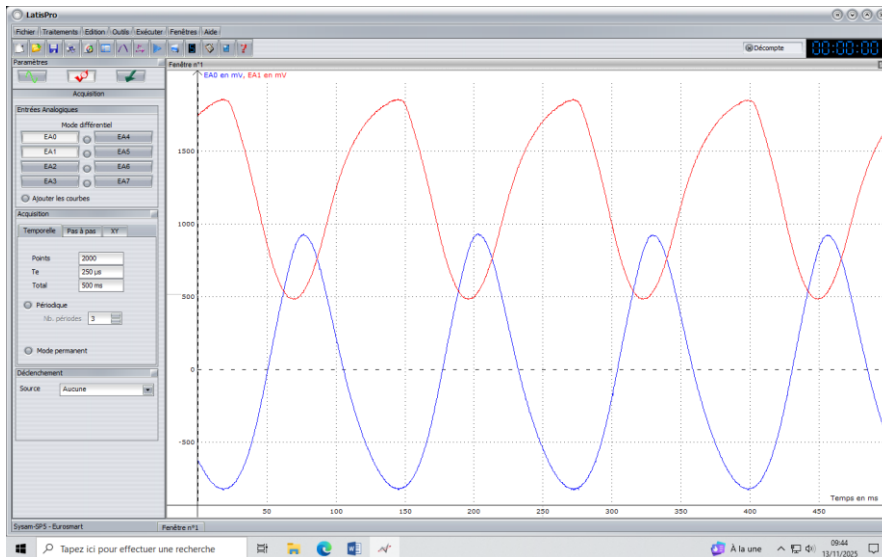 LatisPro
Fichier Traitements Edition Outils Exécuter Fenêtres Aide
Décompte
00:00:00
Paramètres
Acquisition
Entrées Analogiques
Mode différentiel
EA0 EA4
EA1 EA5
EA2 EA6
EA3 EA7
Ajouter les courbes
Acquisition
Temporelle Pas à pas XY
Points 2000
Te 250 µs
Total 500 ms
Périodique
Nb. périodes 3
Mode permanent
Déclenchement
Source Aucune
Fenêtre n°1
EA0 en mV, EA1 en mV
1500
1000
500
0
-500
Temps en ms
50 100 150 200 250 300 350 400 450
Sysam-SP5 - Eurosmart
Fenêtre n°1
Tapez ici pour effectuer une recherche
À la une
09:44
13/11/2025